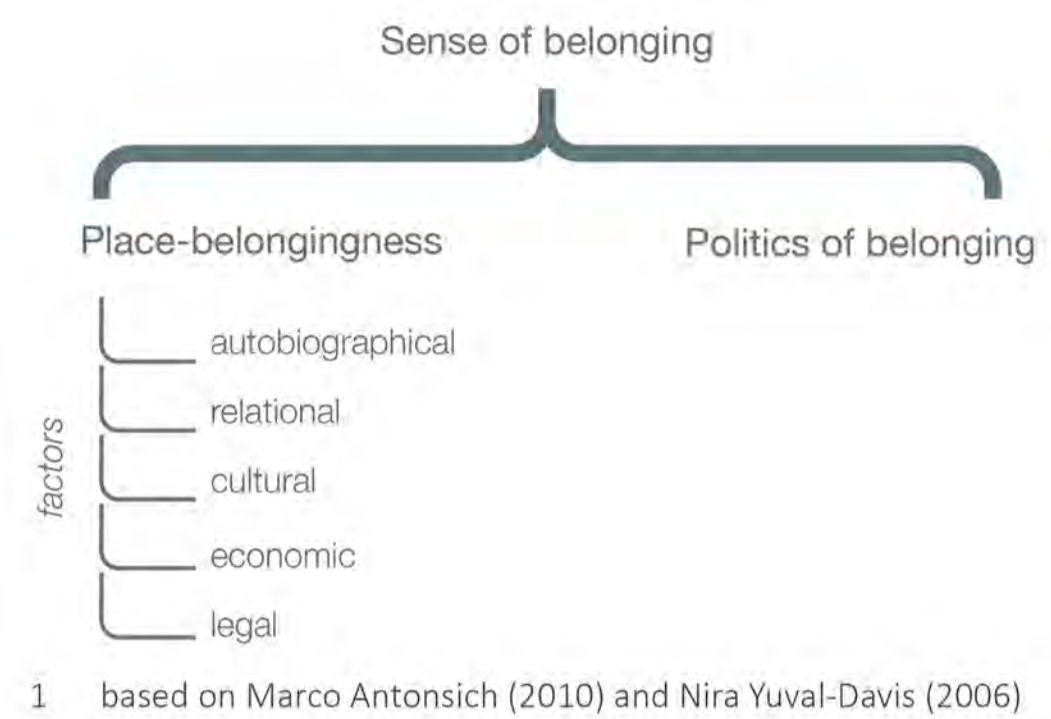 Sense of belonging
Place-belongingness
Politics of belonging
factors
autobiographical
relational
cultural
economic
legal
1 based on Marco Antonsich (2010) and Nira Yuval-Davis (2006)